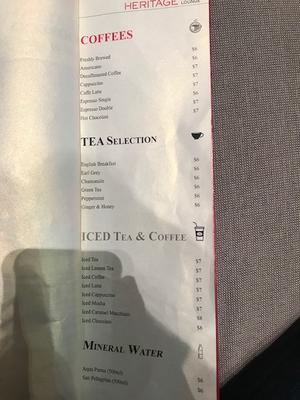 HERITAGE LOUNGE
COFFEES
Freshly Brewed $6
Americano $7
Decaffeinated Coffee $7
Cappuccino $7
Caffe Latte $7
Espresso Single $6
Espresso Double $7
Hot Chocolate $7
TEA SELECTION
English Breakfast $6
Earl Grey $6
Chamomile $6
Green Tea $6
Peppermint $6
Ginger & Honey $6
ICED TEA & COFFEE
Iced Tea $7
Iced Lemon Tea $7
Iced Coffee $7
Iced Latte $7
Iced Cappuccino $7
Iced Mocha $7
Iced Caramel Macchiato $8
Iced Chocolate $8
MINERAL WATER
Aqua Panna (500ml) $6
San Pellegrino (500ml) $6